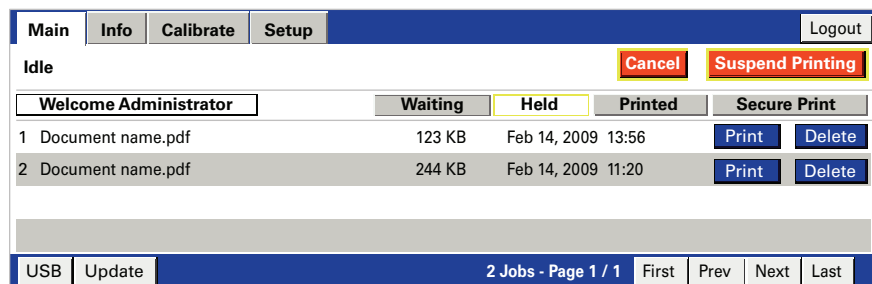 Main Info Calibrate Setup Logout
Idle Cancel Suspend Printing
Welcome Administrator Waiting Held Printed Secure Print
1 Document name.pdf 123 KB Feb 14, 2009 13:56 Print Delete
2 Document name.pdf 244 KB Feb 14, 2009 11:20 Print Delete
USB Update 2 Jobs - Page 1 / 1 First Prev Next Last